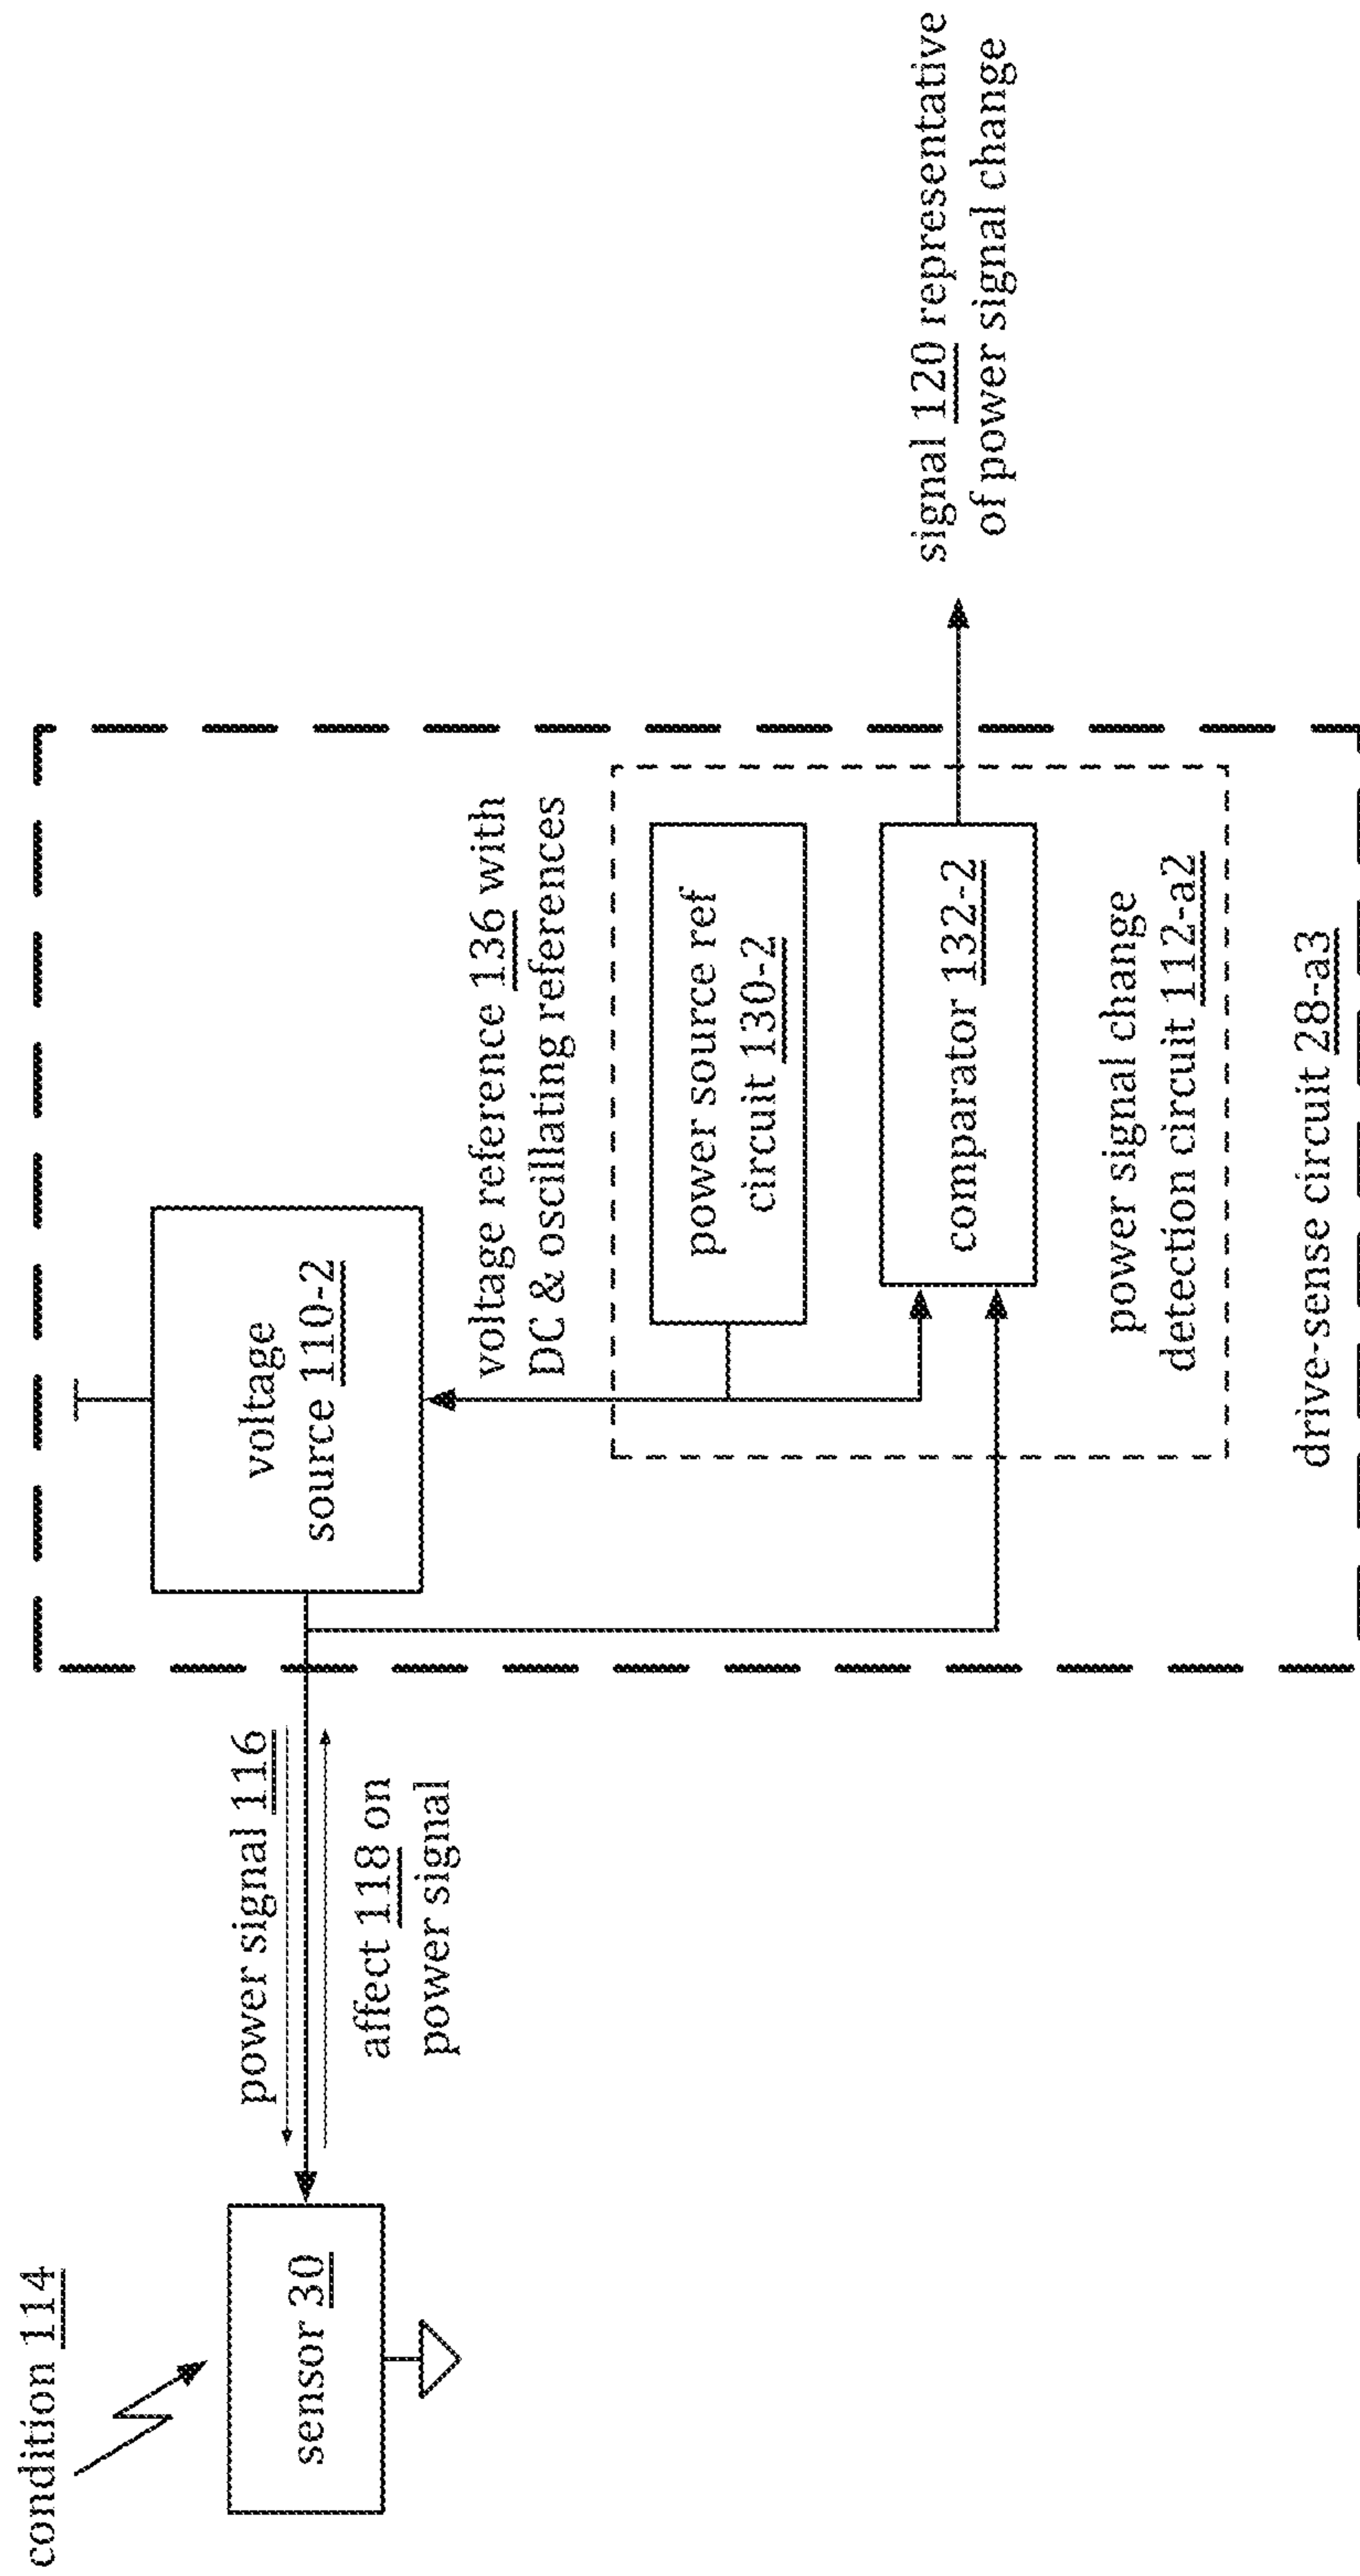 condition 114
sensor 30
power signal 116
affect 118 on
power signal
voltage
source 110-2
voltage reference 136 with
DC & oscillating references
power source ref
circuit 130-2
comparator 132-2
power signal change
detection circuit 112-a2
drive-sense circuit 28-a3
signal 120 representative
of power signal change